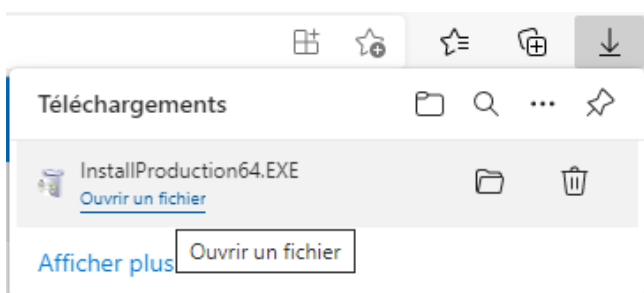 Téléchargements
InstallProduction64.EXE
Ouvrir un fichier
Afficher plus
Ouvrir un fichier